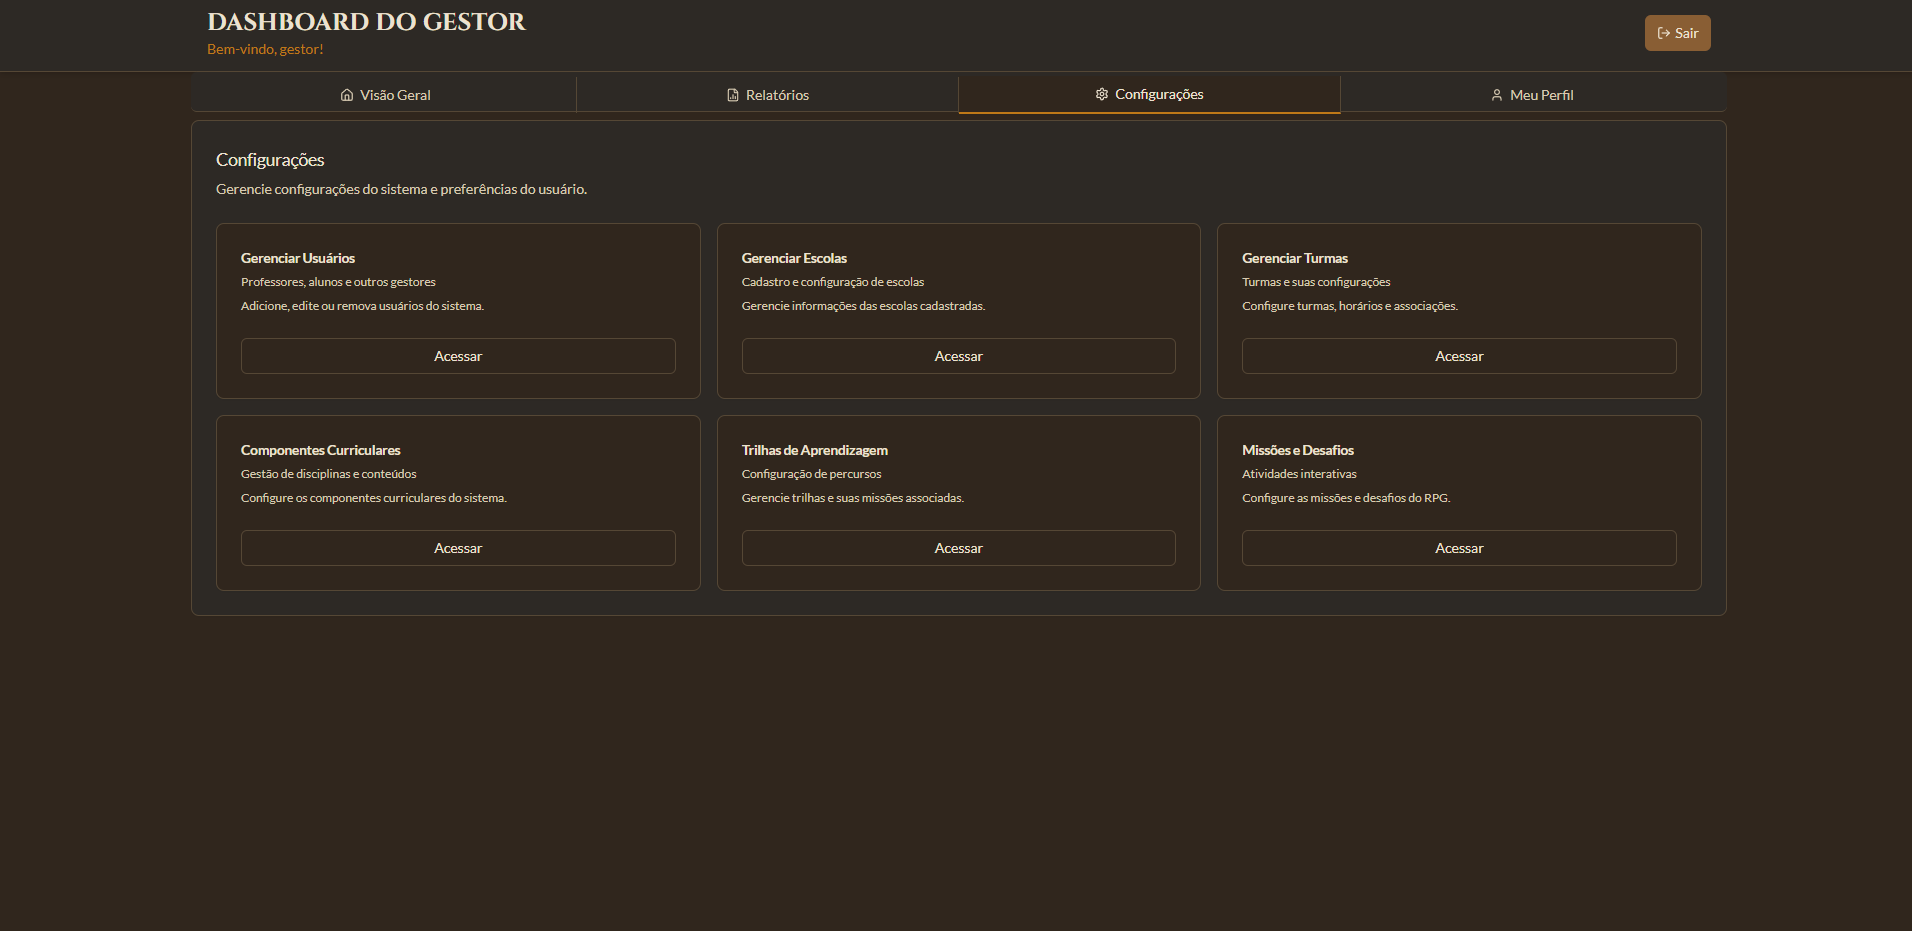 DASHBOARD DO GESTOR
Bem-vindo, gestor!
Sair
Visão Geral
Relatórios
Configurações
Meu Perfil
Configurações
Gerencie configurações do sistema e preferências do usuário.
Gerenciar Usuários
Professores, alunos e outros gestores
Adicione, edite ou remova usuários do sistema.
Acessar
Gerenciar Escolas
Cadastro e configuração de escolas
Gerencie informações das escolas cadastradas.
Acessar
Gerenciar Turmas
Turmas e suas configurações
Configure turmas, horários e associações.
Acessar
Componentes Curriculares
Gestão de disciplinas e conteúdos
Configure os componentes curriculares do sistema.
Acessar
Trilhas de Aprendizagem
Configuração de percursos
Gerencie trilhas e suas missões associadas.
Acessar
Missões e Desafios
Atividades interativas
Configure as missões e desafios do RPG.
Acessar